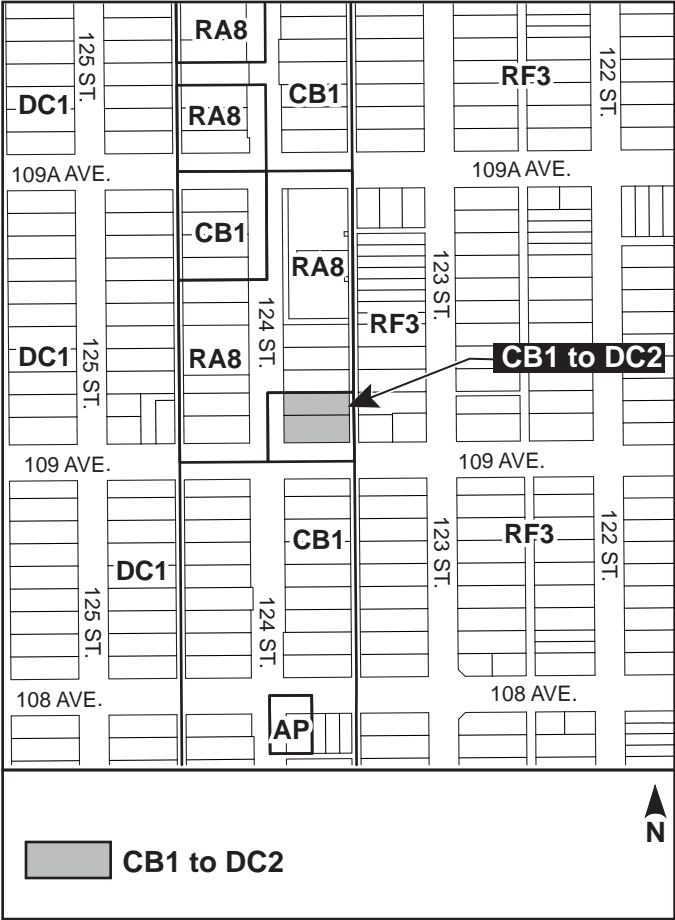 RA8
125 ST.
122 ST.
RF3
CB1
DC1
RA8
109A AVE.
109A AVE.
CB1
RA8
123 ST.
124 ST.
RF3
DC1
125 ST.
RA8
CB1 to DC2
109 AVE.
109 AVE.
CB1
RF3
123 ST.
122 ST.
DC1
125 ST.
124 ST.
108 AVE.
108 AVE.
AP
N
CB1 to DC2